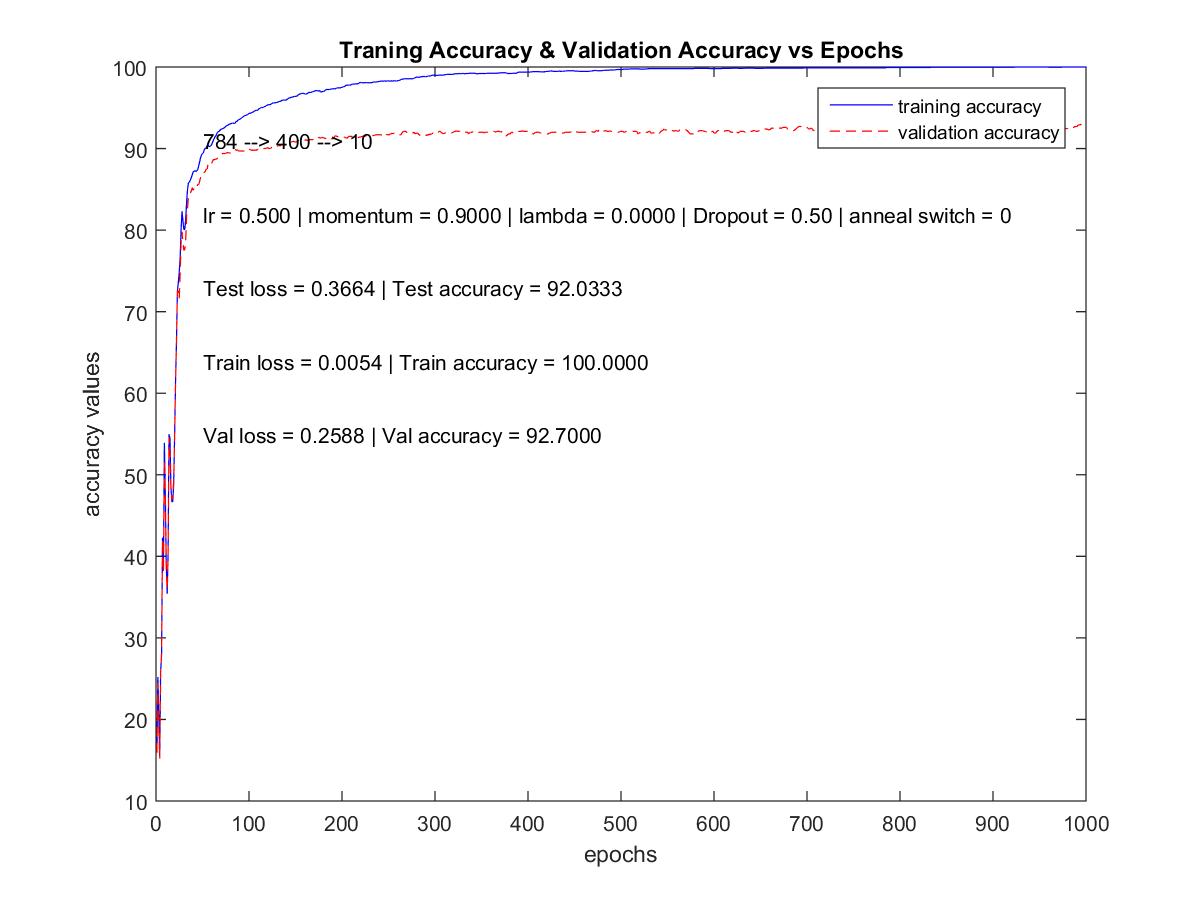 Traning Accuracy & Validation Accuracy vs Epochs
100
90
80
70
60
50
40
30
20
10
accuracy values
training accuracy
validation accuracy
784 --> 400 --> 10
lr = 0.500 | momentum = 0.9000 | lambda = 0.0000 | Dropout = 0.50 | anneal switch = 0
Test loss = 0.3664 | Test accuracy = 92.0333
Train loss = 0.0054 | Train accuracy = 100.0000
Val loss = 0.2588 | Val accuracy = 92.7000
0 100 200 300 400 500 600 700 800 900 1000
epochs